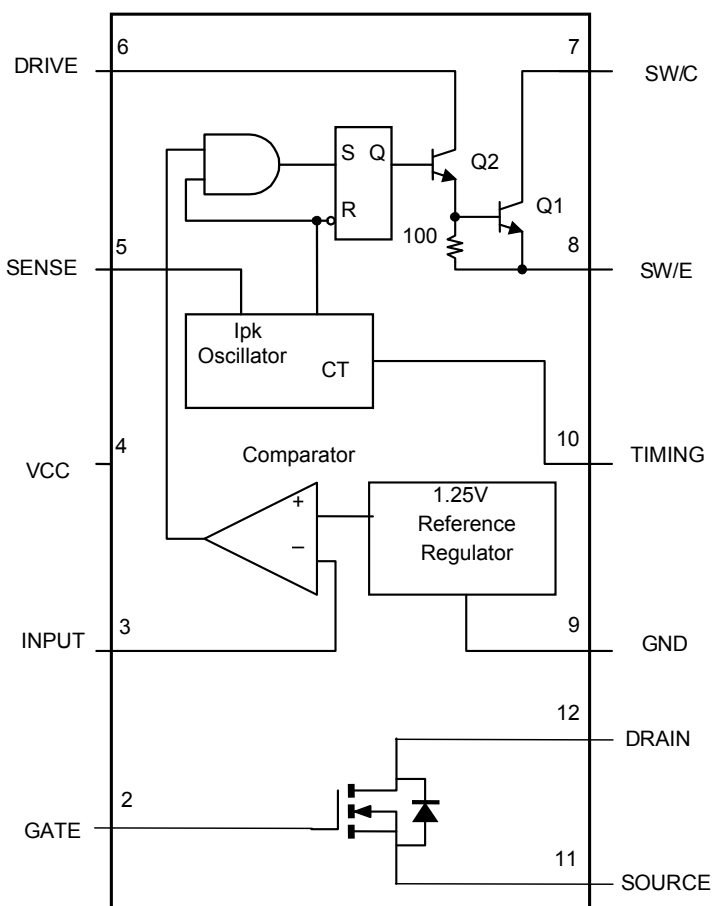 6
7
DRIVE
SW/C
S Q
Q2
R
Q1
100
5
8
SENSE
SW/E
Ipk
Oscillator
CT
4
10
VCC
Comparator
TIMING
1.25V
+
Reference
–
Regulator
3
9
INPUT
GND
12
DRAIN
2
GATE
11
SOURCE